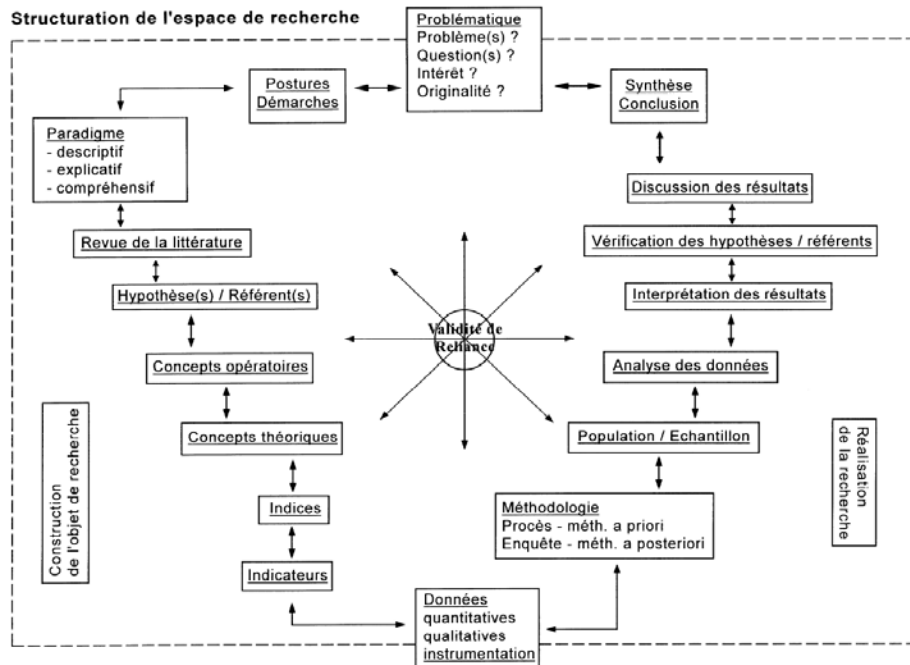 Structuration de l'espace de recherche
Problématique
Problème(s) ?
Question(s) ?
Intérêt ?
Originalité ?
Postures
Démarches
Synthèse
Conclusion
Paradigme
- descriptif
- explicatif
- compréhensif
Discussion des résultats
Revue de la littérature
Vérification des hypothèses / référents
Hypothèse(s) / Référent(s)
Interprétation des résultats
Validité de
Reliance
Concepts opératoires
Analyse des données
Concepts théoriques
Population / Echantillon
Construction
de l'objet de recherche
Réalisation
de la recherche
Indices
Méthodologie
Procès - méth. a priori
Enquête - méth. a posteriori
Indicateurs
Données
quantitatives
qualitatives
instrumentation